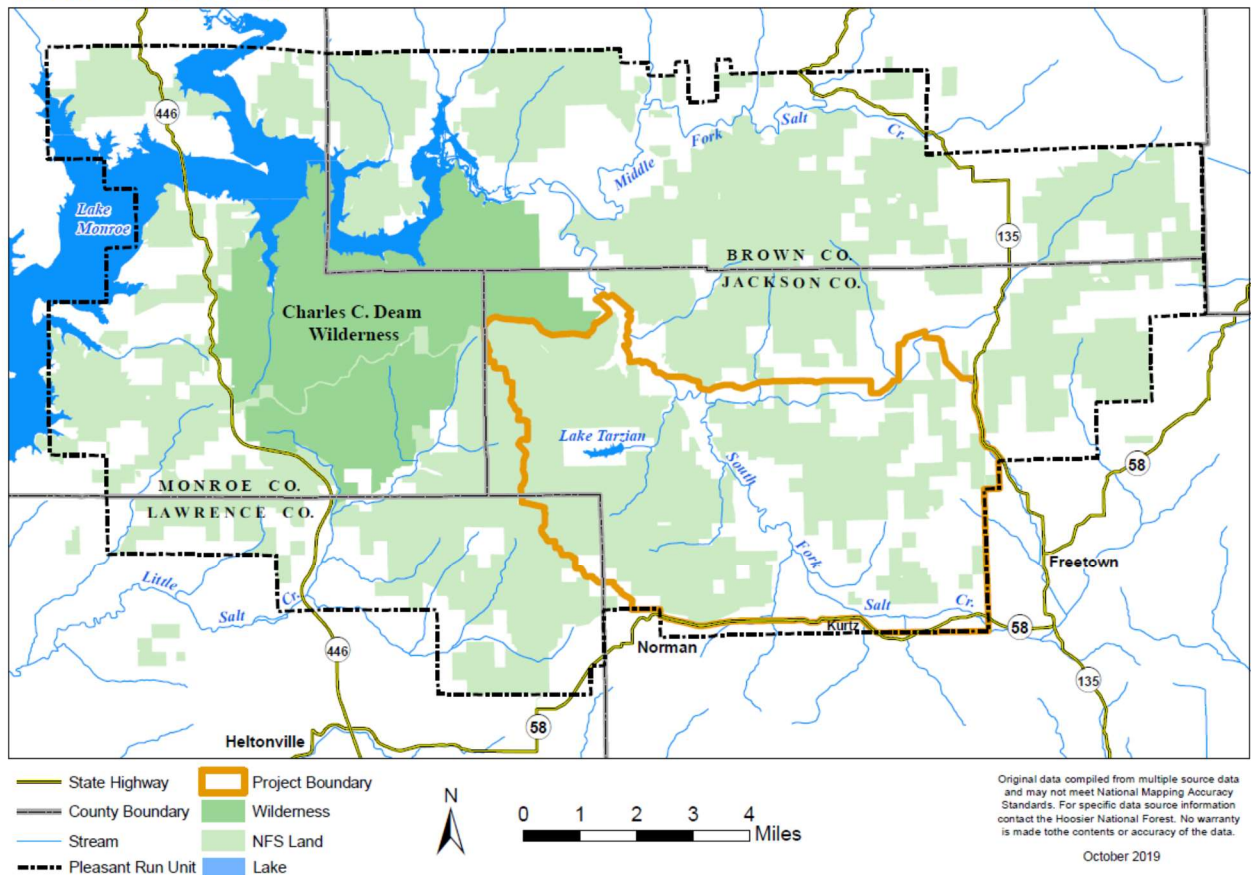 446
Middle
Fork
Salt
Cr.
Lake
Monroe
135
BROWN CO.
JACKSON CO.
Charles C. Deam
Wilderness
Lake Tarzian
South
Fork
58
MONROE CO.
LAWRENCE CO.
Little
Salt
Cr.
Freetown
Salt
Cr.
Kurtz
58
446
Norman
135
58
Heltonville
State Highway
County Boundary
Stream
Pleasant Run Unit
Project Boundary
Wilderness
NFS Land
Lake
N
0 1 2 3 4
Miles
Original data compiled from multiple source data
and may not meet National Mapping Accuracy
Standards. For specific data source information
contact the Hoosier National Forest. No warranty
is made tothe contents or accuracy of the data.
October 2019